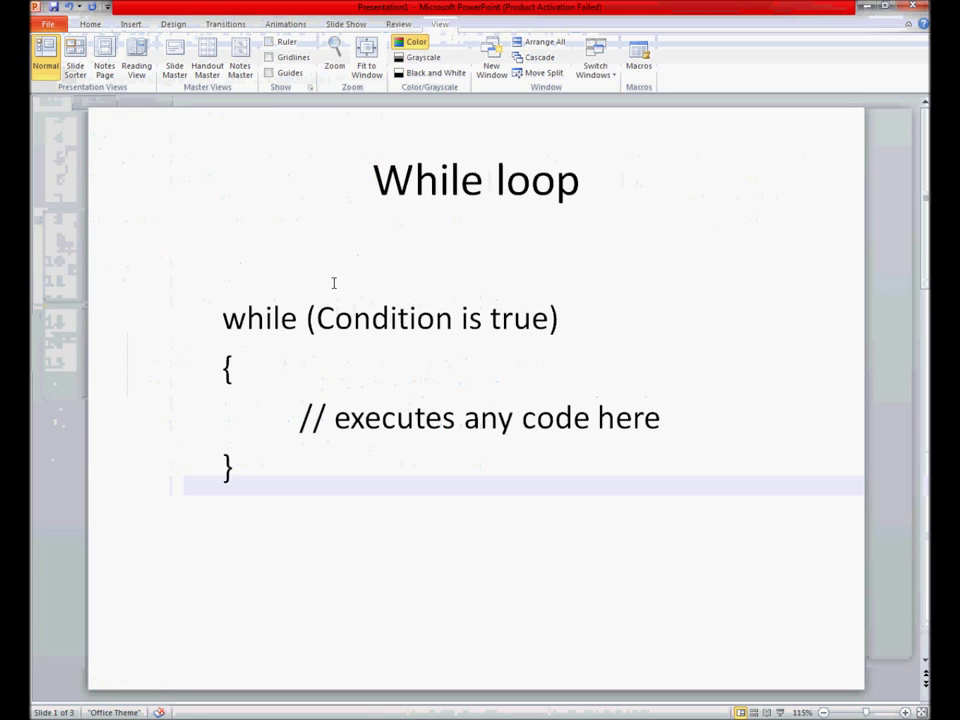 Presentation1 - Microsoft PowerPoint (Product Activation Failed)
File Home Insert Design Transitions Animations Slide Show Review View
Normal Slide Sorter Notes Page Reading View
Presentation Views
Slide Master Handout Master Notes Master
Master Views
Ruler
Gridlines
Guides
Show
Zoom Fit to Window
Zoom
Color
Grayscale
Black and White
Color/Grayscale
New Window
Arrange All
Cascade
Move Split
Switch Windows
Window
Macros
Macros
While loop
while (Condition is true)
{
// executes any code here
}
Slide 1 of 3 "Office Theme" 115%